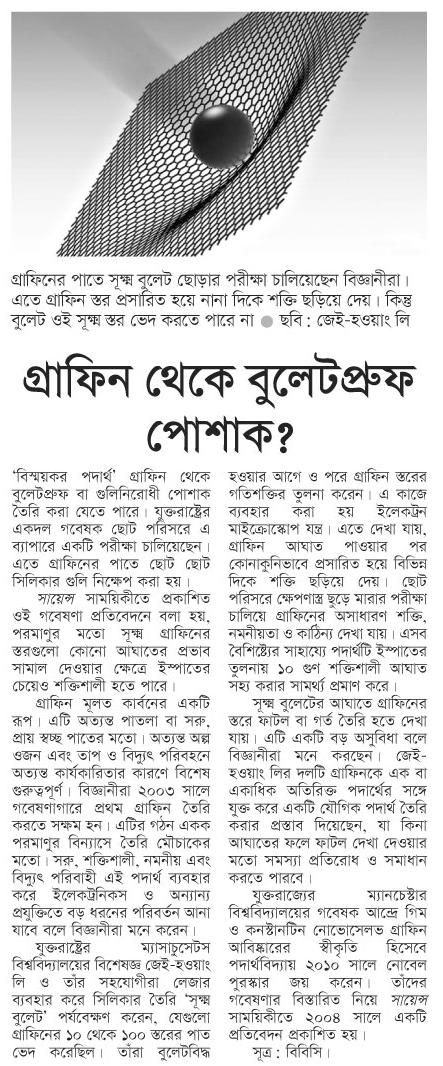 গ্রাফিনের পাতে সূক্ষ্ম বুলেট ছোড়ার পরীক্ষা চালিয়েছেন বিজ্ঞানীরা।
এতে গ্রাফিন স্তর প্রসারিত হয়ে নানা দিকে শক্তি ছড়িয়ে দেয়। কিন্তু
বুলেট ওই সূক্ষ্ম স্তর ভেদ করতে পারে না ● ছবি : জেই-হওয়াং লি
গ্রাফিন থেকে বুলেটপ্রুফ
পোশাক?
‘বিস্ময়কর পদার্থ’ গ্রাফিন থেকে
বুলেটপ্রুফ বা গুলিনিরোধী পোশাক
তৈরি করা যেতে পারে। যুক্তরাষ্ট্রের
একদল গবেষক ছোট পরিসরে এ
ব্যাপারে একটি পরীক্ষা চালিয়েছেন।
এতে গ্রাফিনের পাতে ছোট ছোট
সিলিকার গুলি নিক্ষেপ করা হয়।
সায়েন্স সাময়িকীতে প্রকাশিত
ওই গবেষণা প্রতিবেদনে বলা হয়,
পরমাণুর মতো সূক্ষ্ম গ্রাফিনের
স্তরগুলো কোনো আঘাতের প্রভাব
সামাল দেওয়ার ক্ষেত্রে ইস্পাতের
চেয়েও শক্তিশালী হতে পারে।
গ্রাফিন মূলত কার্বনের একটি
রূপ। এটি অত্যন্ত পাতলা বা সরু,
প্রায় স্বচ্ছ পাতের মতো। অত্যন্ত অল্প
ওজন এবং তাপ ও বিদ্যুৎ পরিবহনে
অত্যন্ত কার্যকারিতার কারণে বিশেষ
গুরুত্বপূর্ণ। বিজ্ঞানীরা ২০০৩ সালে
গবেষণাগারে প্রথম গ্রাফিন তৈরি
করতে সক্ষম হন। এটির গঠন একক
পরমাণুর বিন্যাসে তৈরি মৌচাকের
মতো। সরু, শক্তিশালী, নমনীয় এবং
বিদ্যুৎ পরিবাহী এই পদার্থ ব্যবহার
করে ইলেকট্রনিকস ও অন্যান্য
প্রযুক্তিতে বড় ধরনের পরিবর্তন আনা
যাবে বলে বিজ্ঞানীরা মনে করেন।
যুক্তরাষ্ট্রের ম্যাসাচুসেটস
বিশ্ববিদ্যালয়ের বিশেষজ্ঞ জেই-হওয়াং
লি ও তাঁর সহযোগীরা লেজার
ব্যবহার করে সিলিকার তৈরি ‘সূক্ষ্ম
বুলেট’ পর্যবেক্ষণ করেন, যেগুলো
গ্রাফিনের ১০ থেকে ১০০ স্তরের পাত
ভেদ করেছিল। তাঁরা বুলেটবিদ্ধ
হওয়ার আগে ও পরে গ্রাফিন স্তরের
গতিশক্তির তুলনা করেন। এ কাজে
ব্যবহার করা হয় ইলেকট্রন
মাইক্রোস্কোপ যন্ত্র। এতে দেখা যায়,
গ্রাফিন আঘাত পাওয়ার পর
কোনাকুনিভাবে প্রসারিত হয়ে বিভিন্ন
দিকে শক্তি ছড়িয়ে দেয়। ছোট
পরিসরে ক্ষেপণাস্ত্র ছুড়ে মারার পরীক্ষা
চালিয়ে গ্রাফিনের অসাধারণ শক্তি,
নমনীয়তা ও কাঠিন্য দেখা যায়। এসব
বৈশিষ্ট্যের সাহায্যে পদার্থটি ইস্পাতের
তুলনায় ১০ গুণ শক্তিশালী আঘাত
সহ্য করার সামর্থ্য প্রমাণ করে।
সূক্ষ্ম বুলেটের আঘাতে গ্রাফিনের
স্তরে ফাটল বা গর্ত তৈরি হতে দেখা
যায়। এটি একটি বড় অসুবিধা বলে
বিজ্ঞানীরা মনে করছেন। জেই-
হওয়াং লির দলটি গ্রাফিনকে এক বা
একাধিক অতিরিক্ত পদার্থের সঙ্গে
যুক্ত করে একটি যৌগিক পদার্থ তৈরি
করার প্রস্তাব দিয়েছেন, যা কিনা
আঘাতের ফলে ফাটল দেখা দেওয়ার
মতো সমস্যা প্রতিরোধ ও সমাধান
করতে পারবে।
যুক্তরাজ্যের ম্যানচেস্টার
বিশ্ববিদ্যালয়ের গবেষক আন্দ্রে গিম
ও কনস্টানটিন নোভোসেলভ গ্রাফিন
আবিষ্কারের স্বীকৃতি হিসেবে
পদার্থবিদ্যায় ২০১০ সালে নোবেল
পুরস্কার জয় করেন। তাঁদের
গবেষণার বিস্তারিত নিয়ে সায়েন্স
সাময়িকীতে ২০০৪ সালে একটি
প্রতিবেদন প্রকাশিত হয়।
সূত্র : বিবিসি।